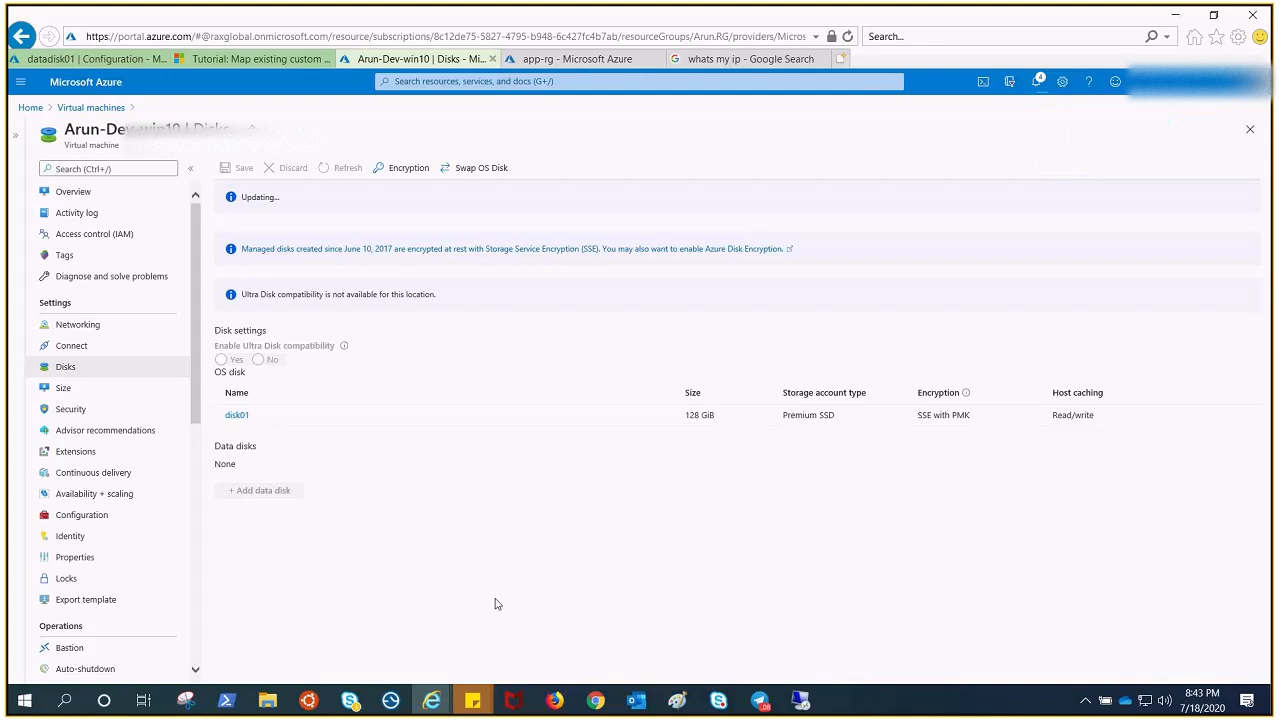 https://portal.azure.com/#@raxglobal.onmicrosoft.com/resource/subscriptions/8c12de75-5827-4795-b948-6c427fc4b7ab/resourceGroups/Arun.RG/providers/Micros
Search...
datadisk01 | Configuration - M...
Tutorial: Map existing custom ...
Arun-Dev-win10 | Disks - Mi...
app-rg - Microsoft Azure
whats my ip - Google Search
Microsoft Azure
Search resources, services, and docs (G+/)
4
Home > Virtual machines >
Arun-Dev-win10 | Disks
Virtual machine
Search (Ctrl+/)
Save
Discard
Refresh
Encryption
Swap OS Disk
Updating...
Managed disks created since June 10, 2017 are encrypted at rest with Storage Service Encryption (SSE). You may also want to enable Azure Disk Encryption.
Ultra Disk compatibility is not available for this location.
Overview
Activity log
Access control (IAM)
Tags
Diagnose and solve problems
Settings
Networking
Connect
Disks
Size
Security
Advisor recommendations
Extensions
Continuous delivery
Availability + scaling
Configuration
Identity
Properties
Locks
Export template
Operations
Bastion
Auto-shutdown
Disk settings
Enable Ultra Disk compatibility
Yes No
OS disk
Name Size Storage account type Encryption Host caching
disk01 128 GiB Premium SSD SSE with PMK Read/write
Data disks
None
+ Add data disk
8:43 PM
7/18/2020